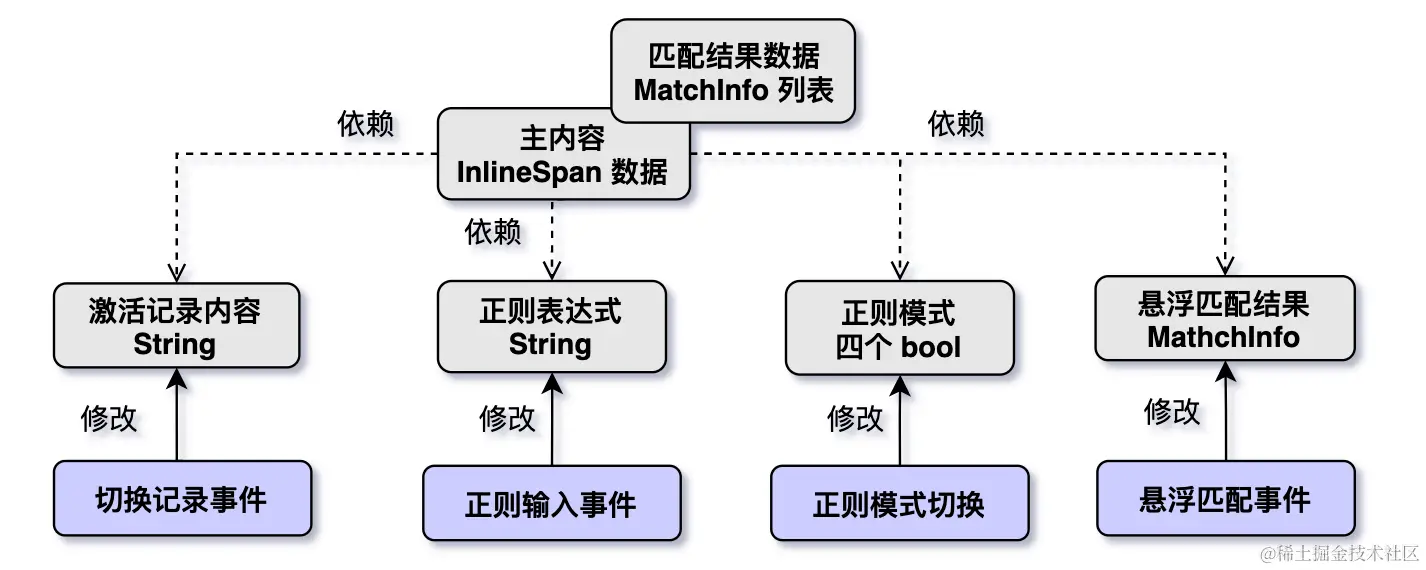 匹配结果数据
MatchInfo 列表
主内容
InlineSpan 数据
依赖
依赖
依赖
激活记录内容
String
正则表达式
String
正则模式
四个 bool
悬浮匹配结果
MathchInfo
修改
修改
修改
修改
切换记录事件
正则输入事件
正则模式切换
悬浮匹配事件
@稀土掘金技术社区